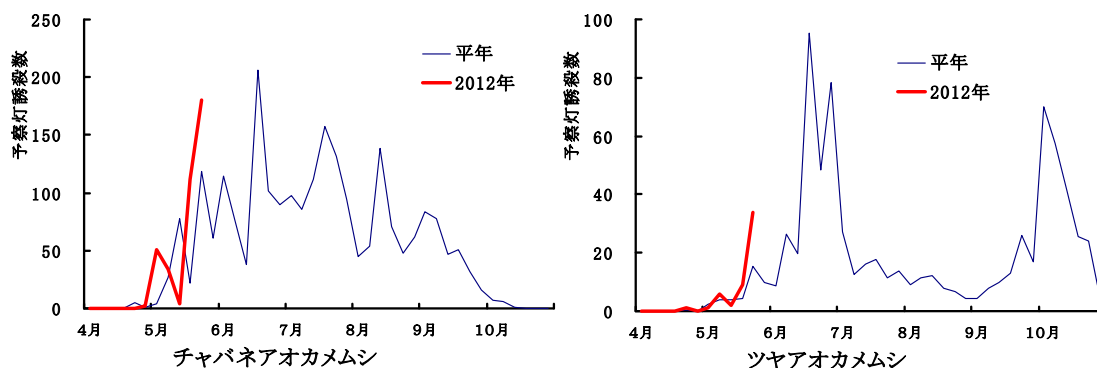 予察灯誘殺数
250
200
150
100
50
0
平年
2012年
4月 5月 6月 7月 8月 9月 10月
チャバネアオカメムシ
予察灯誘殺数
100
80
60
40
20
0
平年
2012年
4月 5月 6月 7月 8月 9月 10月
ツヤアオカメムシ